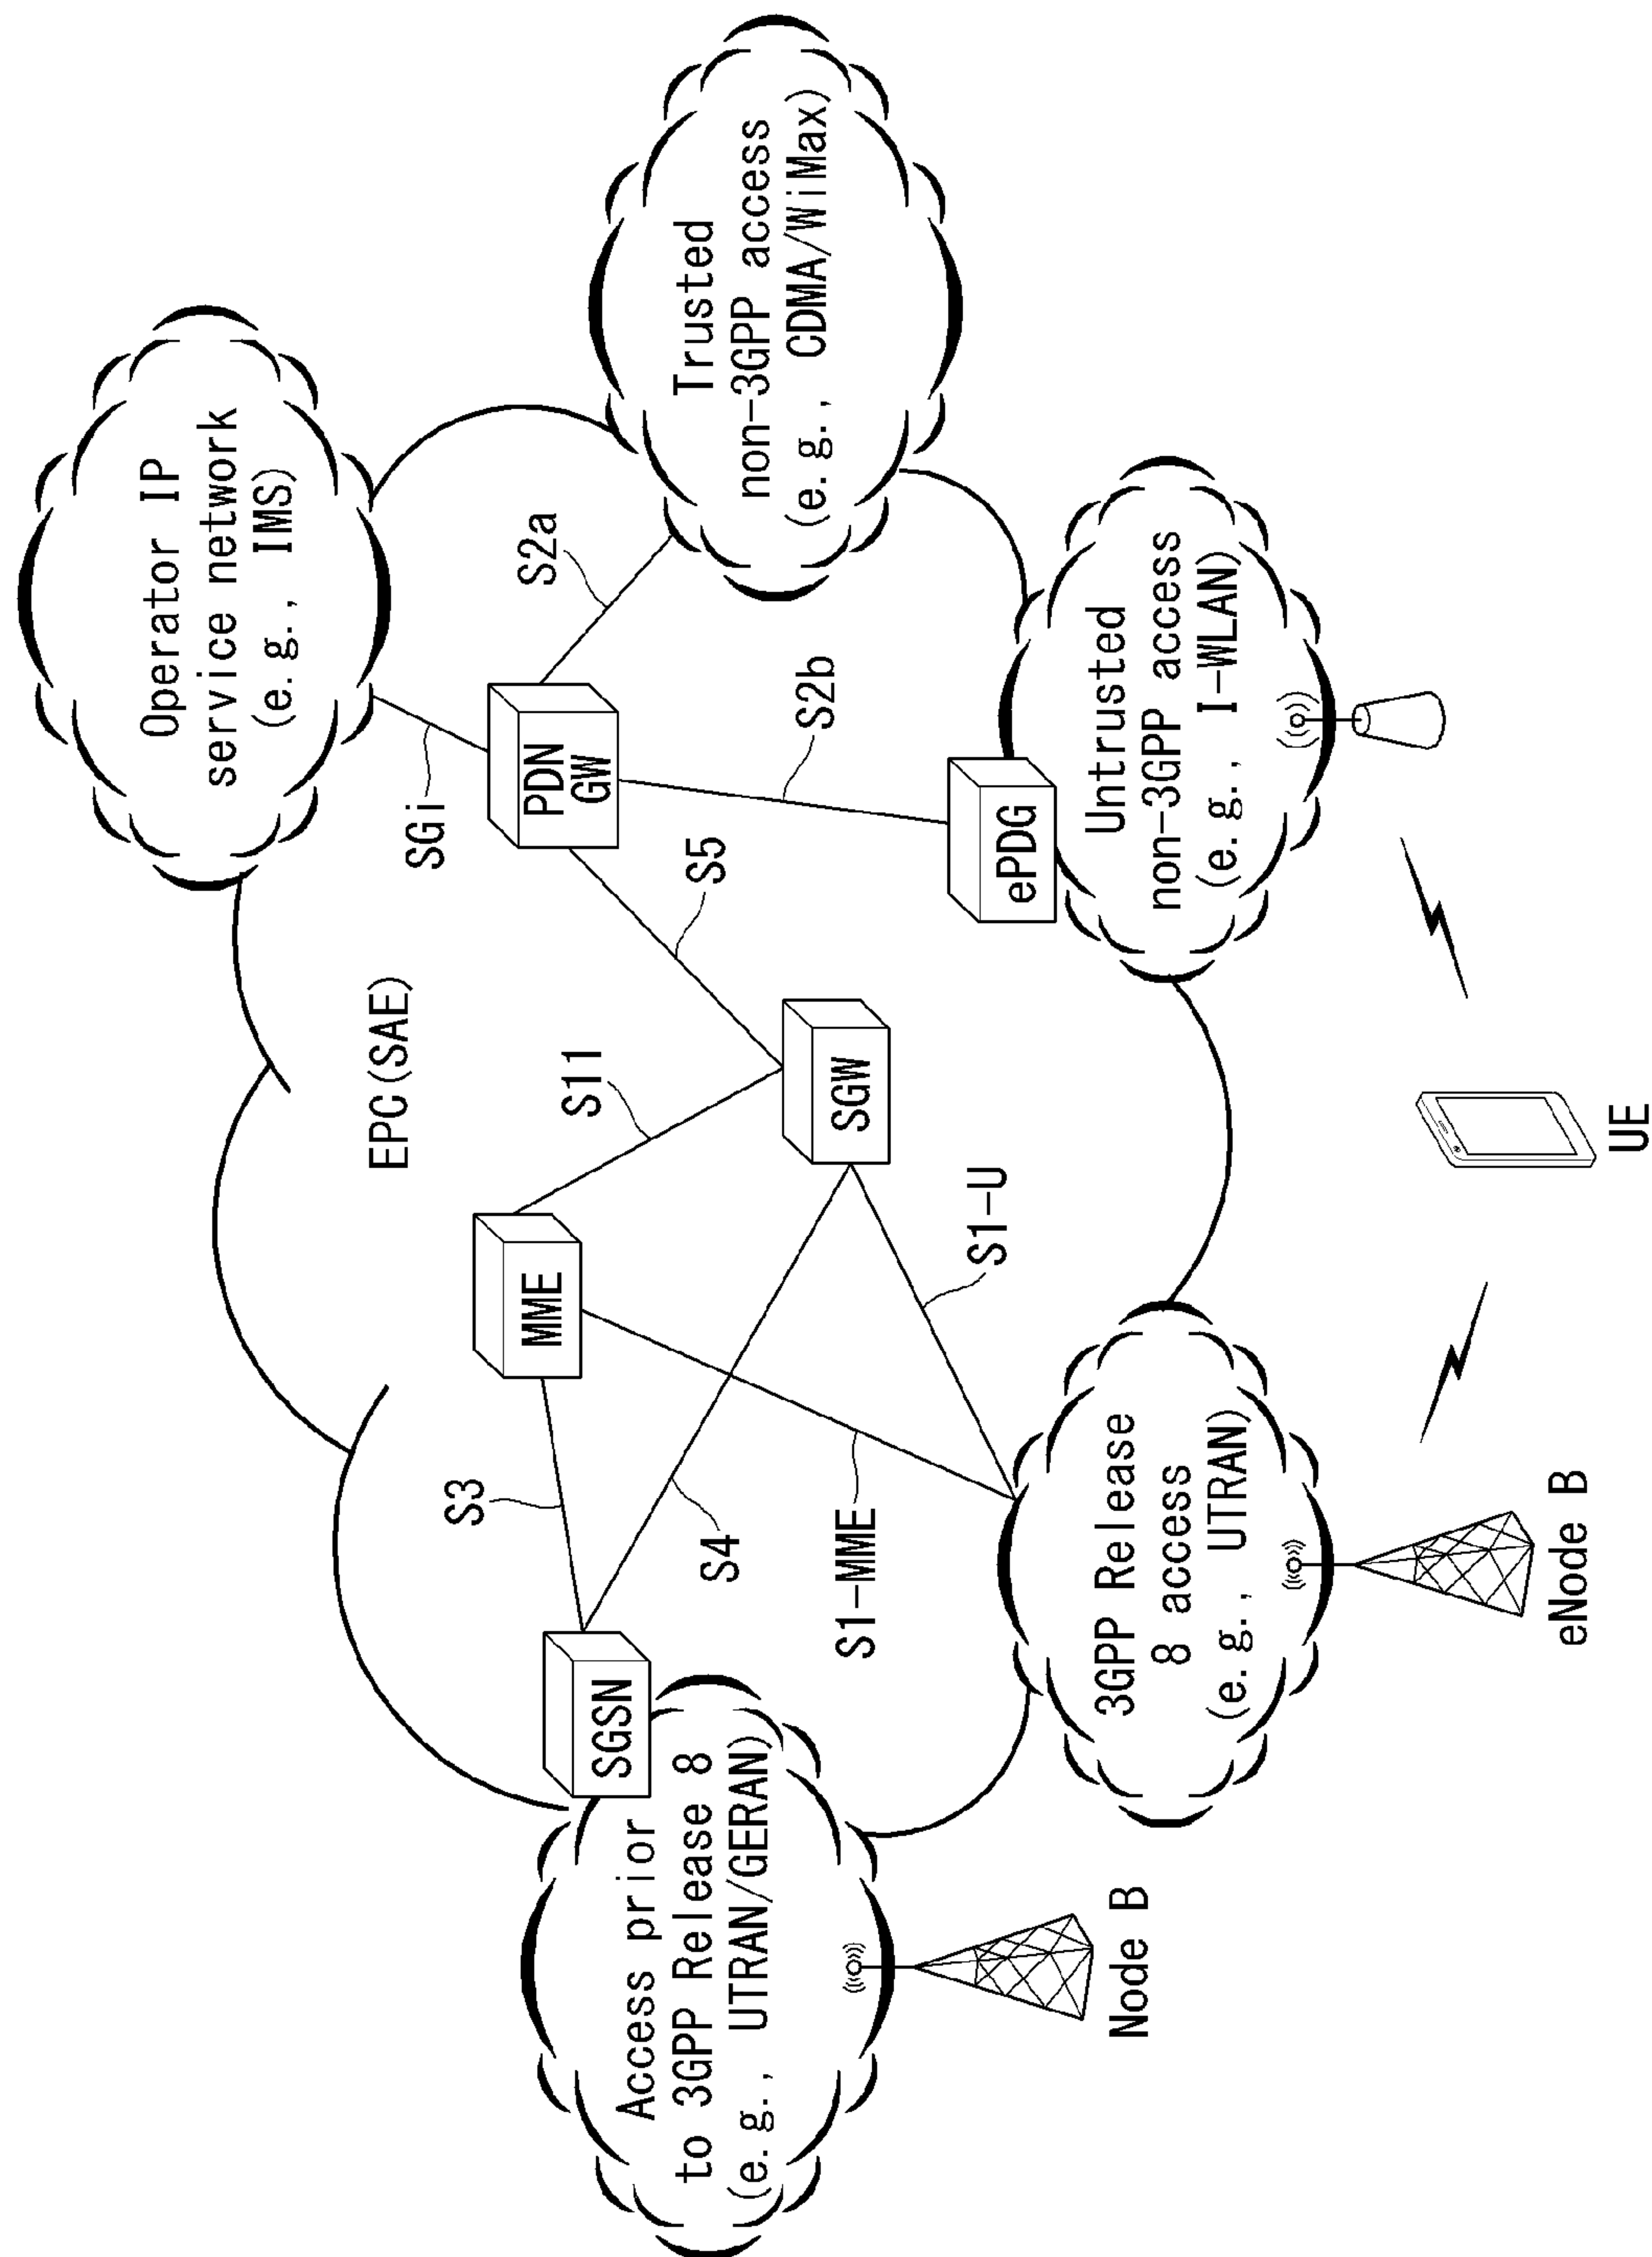 Operator IP
service network
(e.g., IMS)
EPC(SAE)
SGi
S2a
PDN
GW
Trusted
non-3GPP access
(e.g., CDMA/WiMax)
S3
MME
S11
S5
S2b
SGSN
Access prior
to 3GPP Release 8
(e.g., UTRAN/GERAN)
S4
SGW
S1-MME
S1-U
ePDG
Node B
3GPP Release
8 access
(e.g., UTRAN)
Untrusted
non-3GPP access
(e.g., I-WLAN)
eNode B
UE